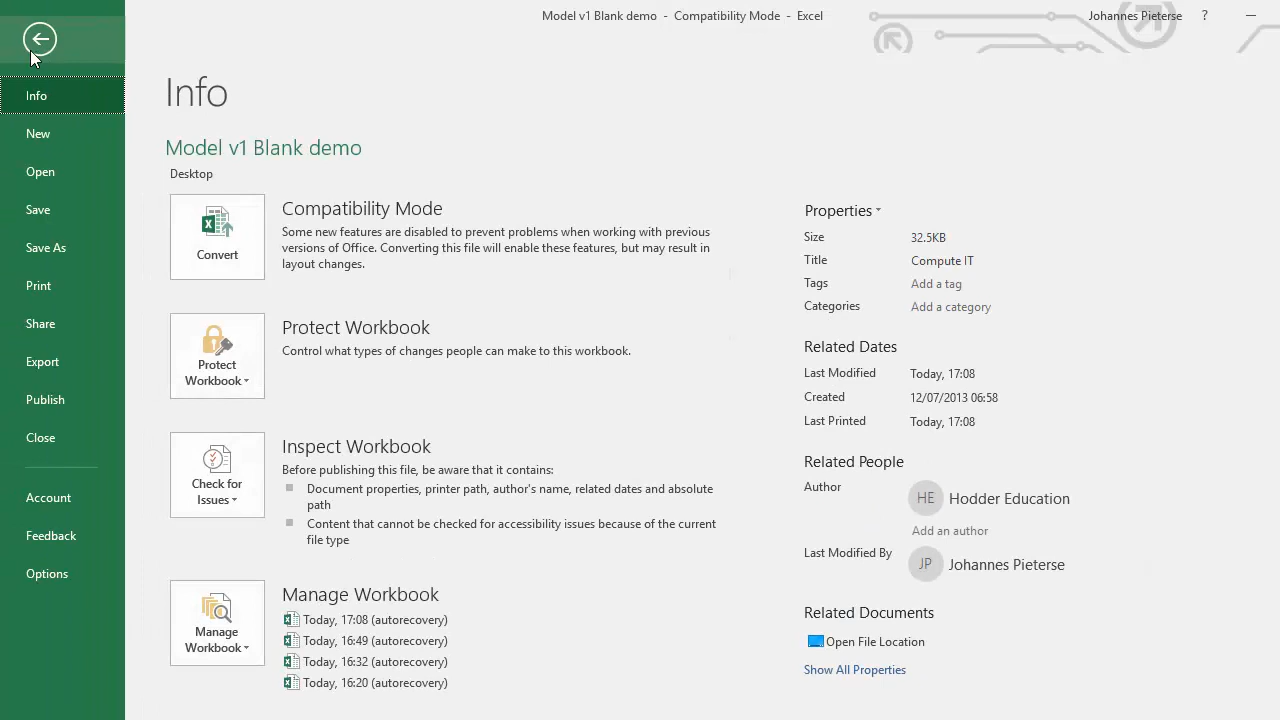 Model v1 Blank demo - Compatibility Mode - Excel
Johannes Pieterse ?
Info
New
Open
Save
Save As
Print
Share
Export
Publish
Close
Account
Feedback
Options
Info
Model v1 Blank demo
Desktop
Convert
Compatibility Mode
Some new features are disabled to prevent problems when working with previous
versions of Office. Converting this file will enable these features, but may result in
layout changes.
Protect
Workbook
Protect Workbook
Control what types of changes people can make to this workbook.
Check for
Issues
Inspect Workbook
Before publishing this file, be aware that it contains:
Document properties, printer path, author's name, related dates and absolute
path
Content that cannot be checked for accessibility issues because of the current
file type
Manage
Workbook
Manage Workbook
Today, 17:08 (autorecovery)
Today, 16:49 (autorecovery)
Today, 16:32 (autorecovery)
Today, 16:20 (autorecovery)
Properties
Size 32.5KB
Title Compute IT
Tags Add a tag
Categories Add a category
Related Dates
Last Modified Today, 17:08
Created 12/07/2013 06:58
Last Printed Today, 17:08
Related People
Author HE Hodder Education
Add an author
Last Modified By JP Johannes Pieterse
Related Documents
Open File Location
Show All Properties